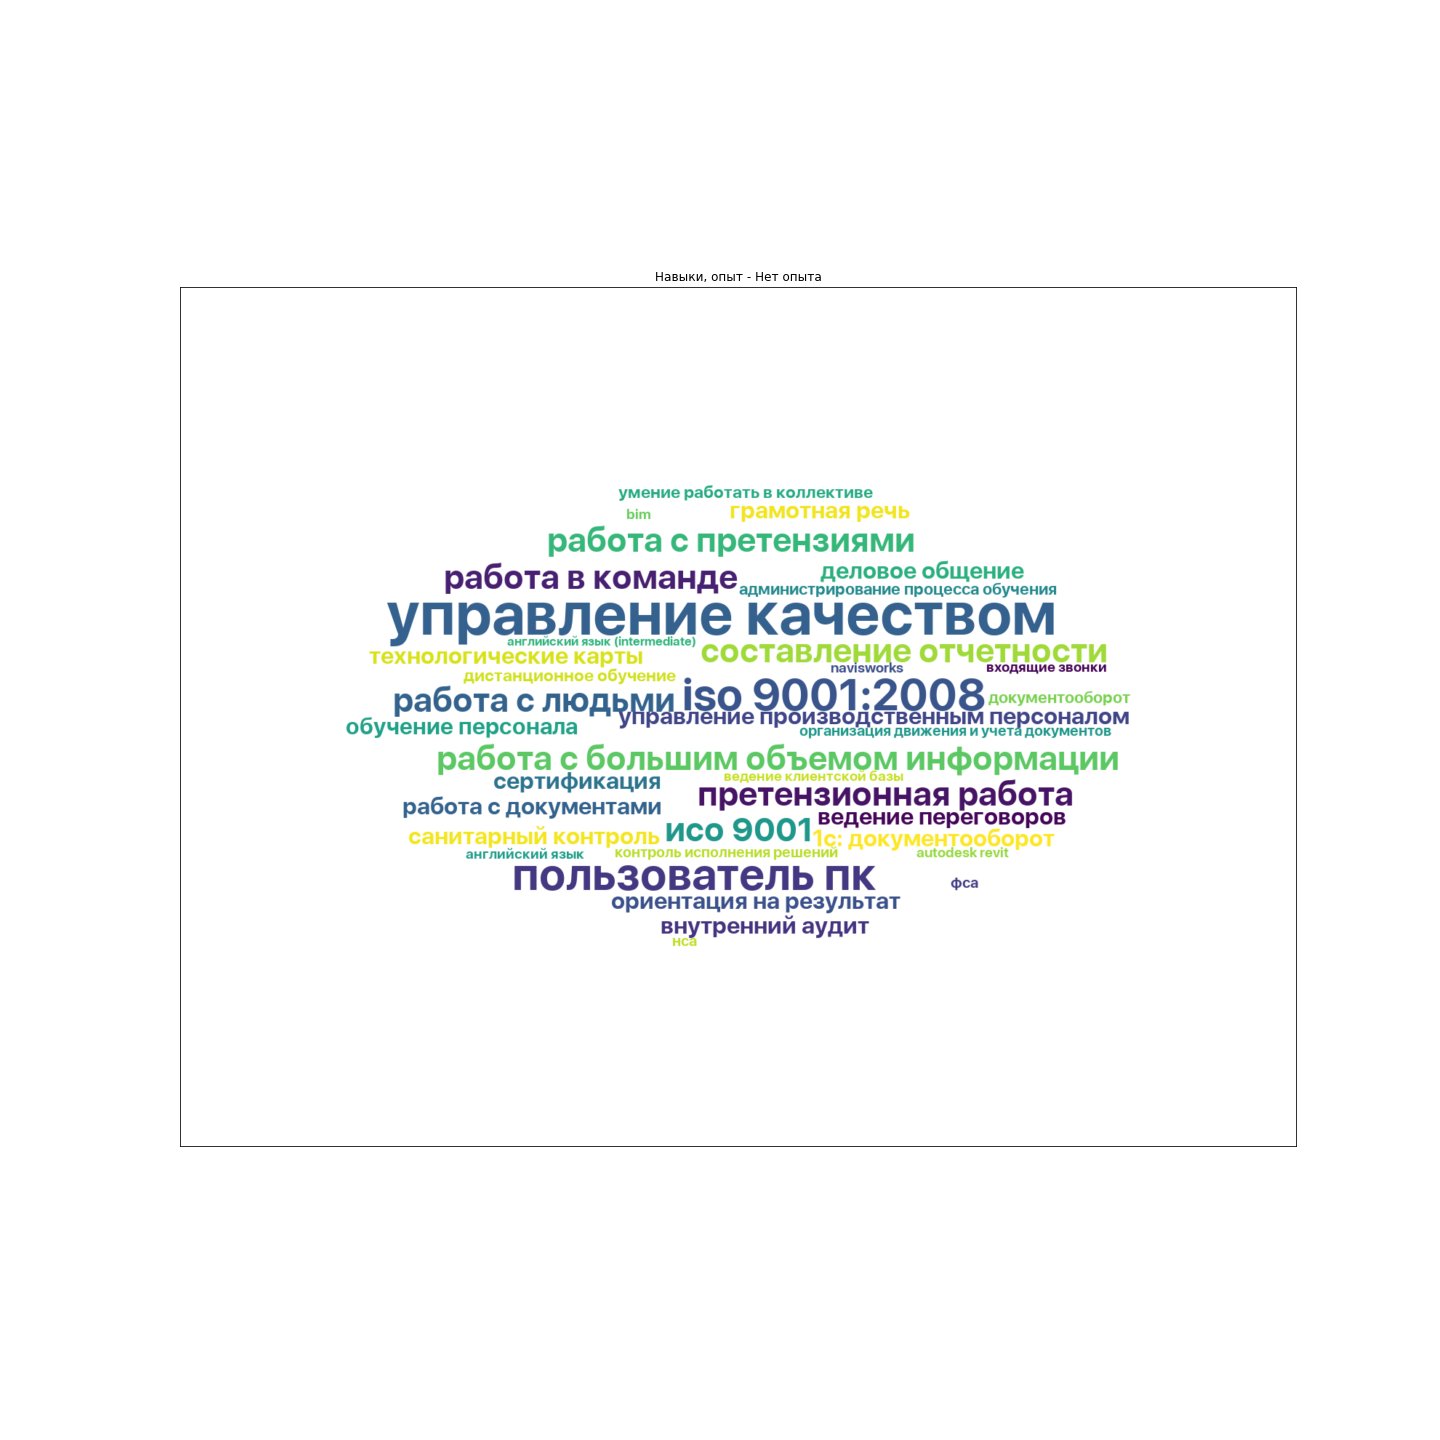 Навыки, опыт - Нет опыта
умение работать в коллективе
bim
грамотная речь
работа с претензиями
работа в команде
деловое общение
администрирование процесса обучения
управление качеством
английский язык (intermediate)
составление отчетности
технологические карты
navisworks
входящие звонки
дистанционное обучение
работа с людьми
iso 9001:2008
документооборот
управление производственным персоналом
обучение персонала
организация движения и учета документов
работа с большим объемом информации
сертификация
ведение клиентской базы
претензионная работа
работа с документами
ведение переговоров
санитарный контроль
исо 9001
1с: документооборот
английский язык
контроль исполнения решений
autodesk revit
пользователь пк
фса
ориентация на результат
внутренний аудит
нса